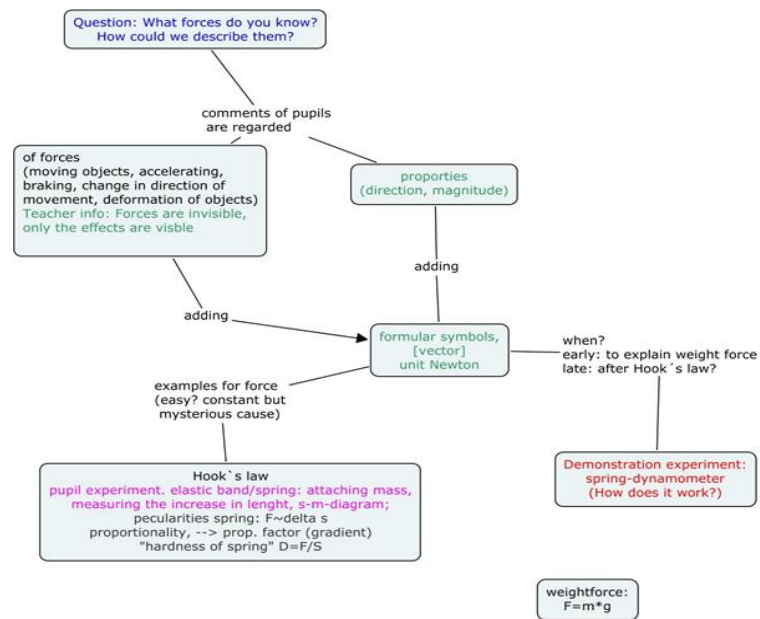 Question: What forces do you know?
How could we describe them?
comments of pupils
are regarded
of forces
(moving objects, accelerating,
braking, change in direction of
movement, deformation of objects)
Teacher info: Forces are invisible,
only the effects are visble
proporties
(direction, magnitude)
adding
adding
formular symbols,
[vector]
unit Newton
when?
early: to explain weight force
late: after Hook´s law?
examples for force
(easy? constant but
mysterious cause)
Hook`s law
pupil experiment. elastic band/spring: attaching mass,
measuring the increase in lenght, s-m-diagram;
pecularities spring: F~delta s
proportionality, --> prop. factor (gradient)
"hardness of spring" D=F/S
Demonstration experiment:
spring-dynamometer
(How does it work?)
weightforce:
F=m*g